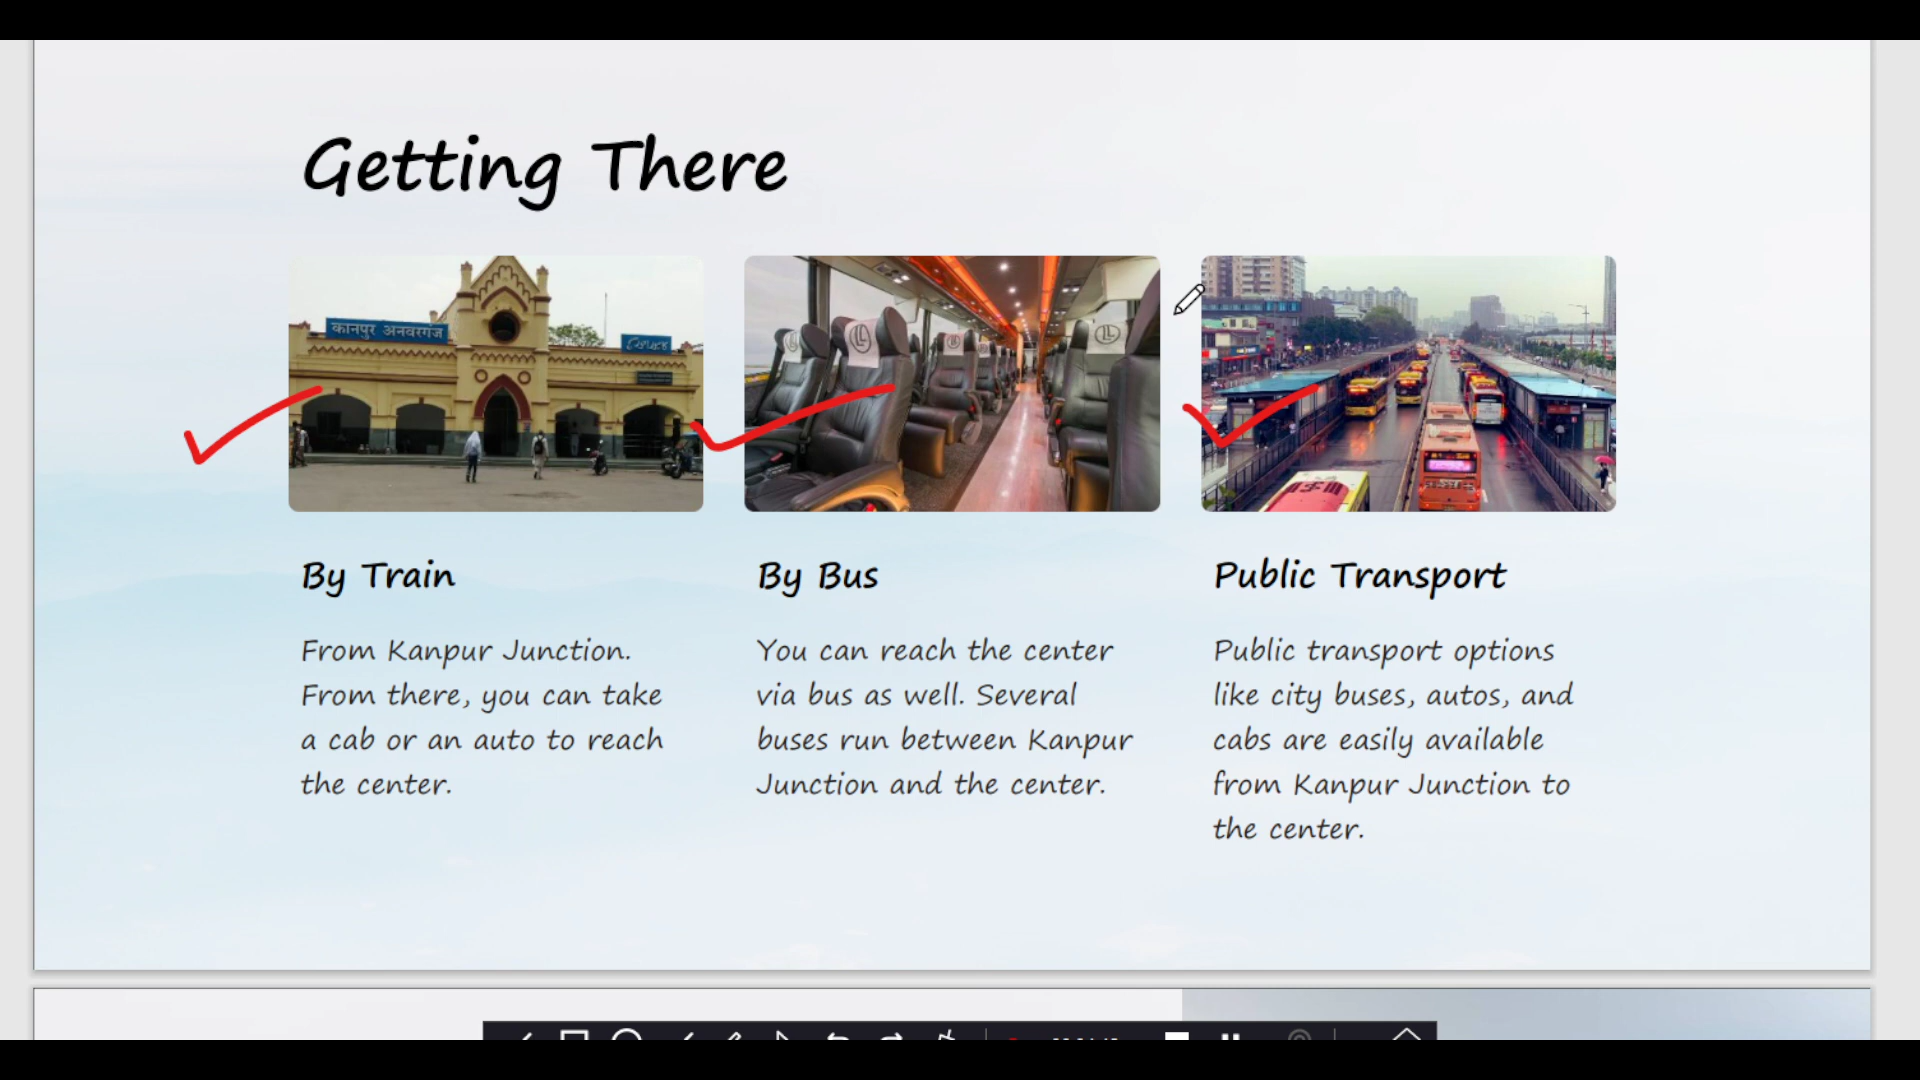 Getting There
कानपुर अनवरगंज
By Train
From Kanpur Junction.
From there, you can take
a cab or an auto to reach
the center.
By Bus
You can reach the center
via bus as well. Several
buses run between Kanpur
Junction and the center.
Public Transport
Public transport options
like city buses, autos, and
cabs are easily available
from Kanpur Junction to
the center.